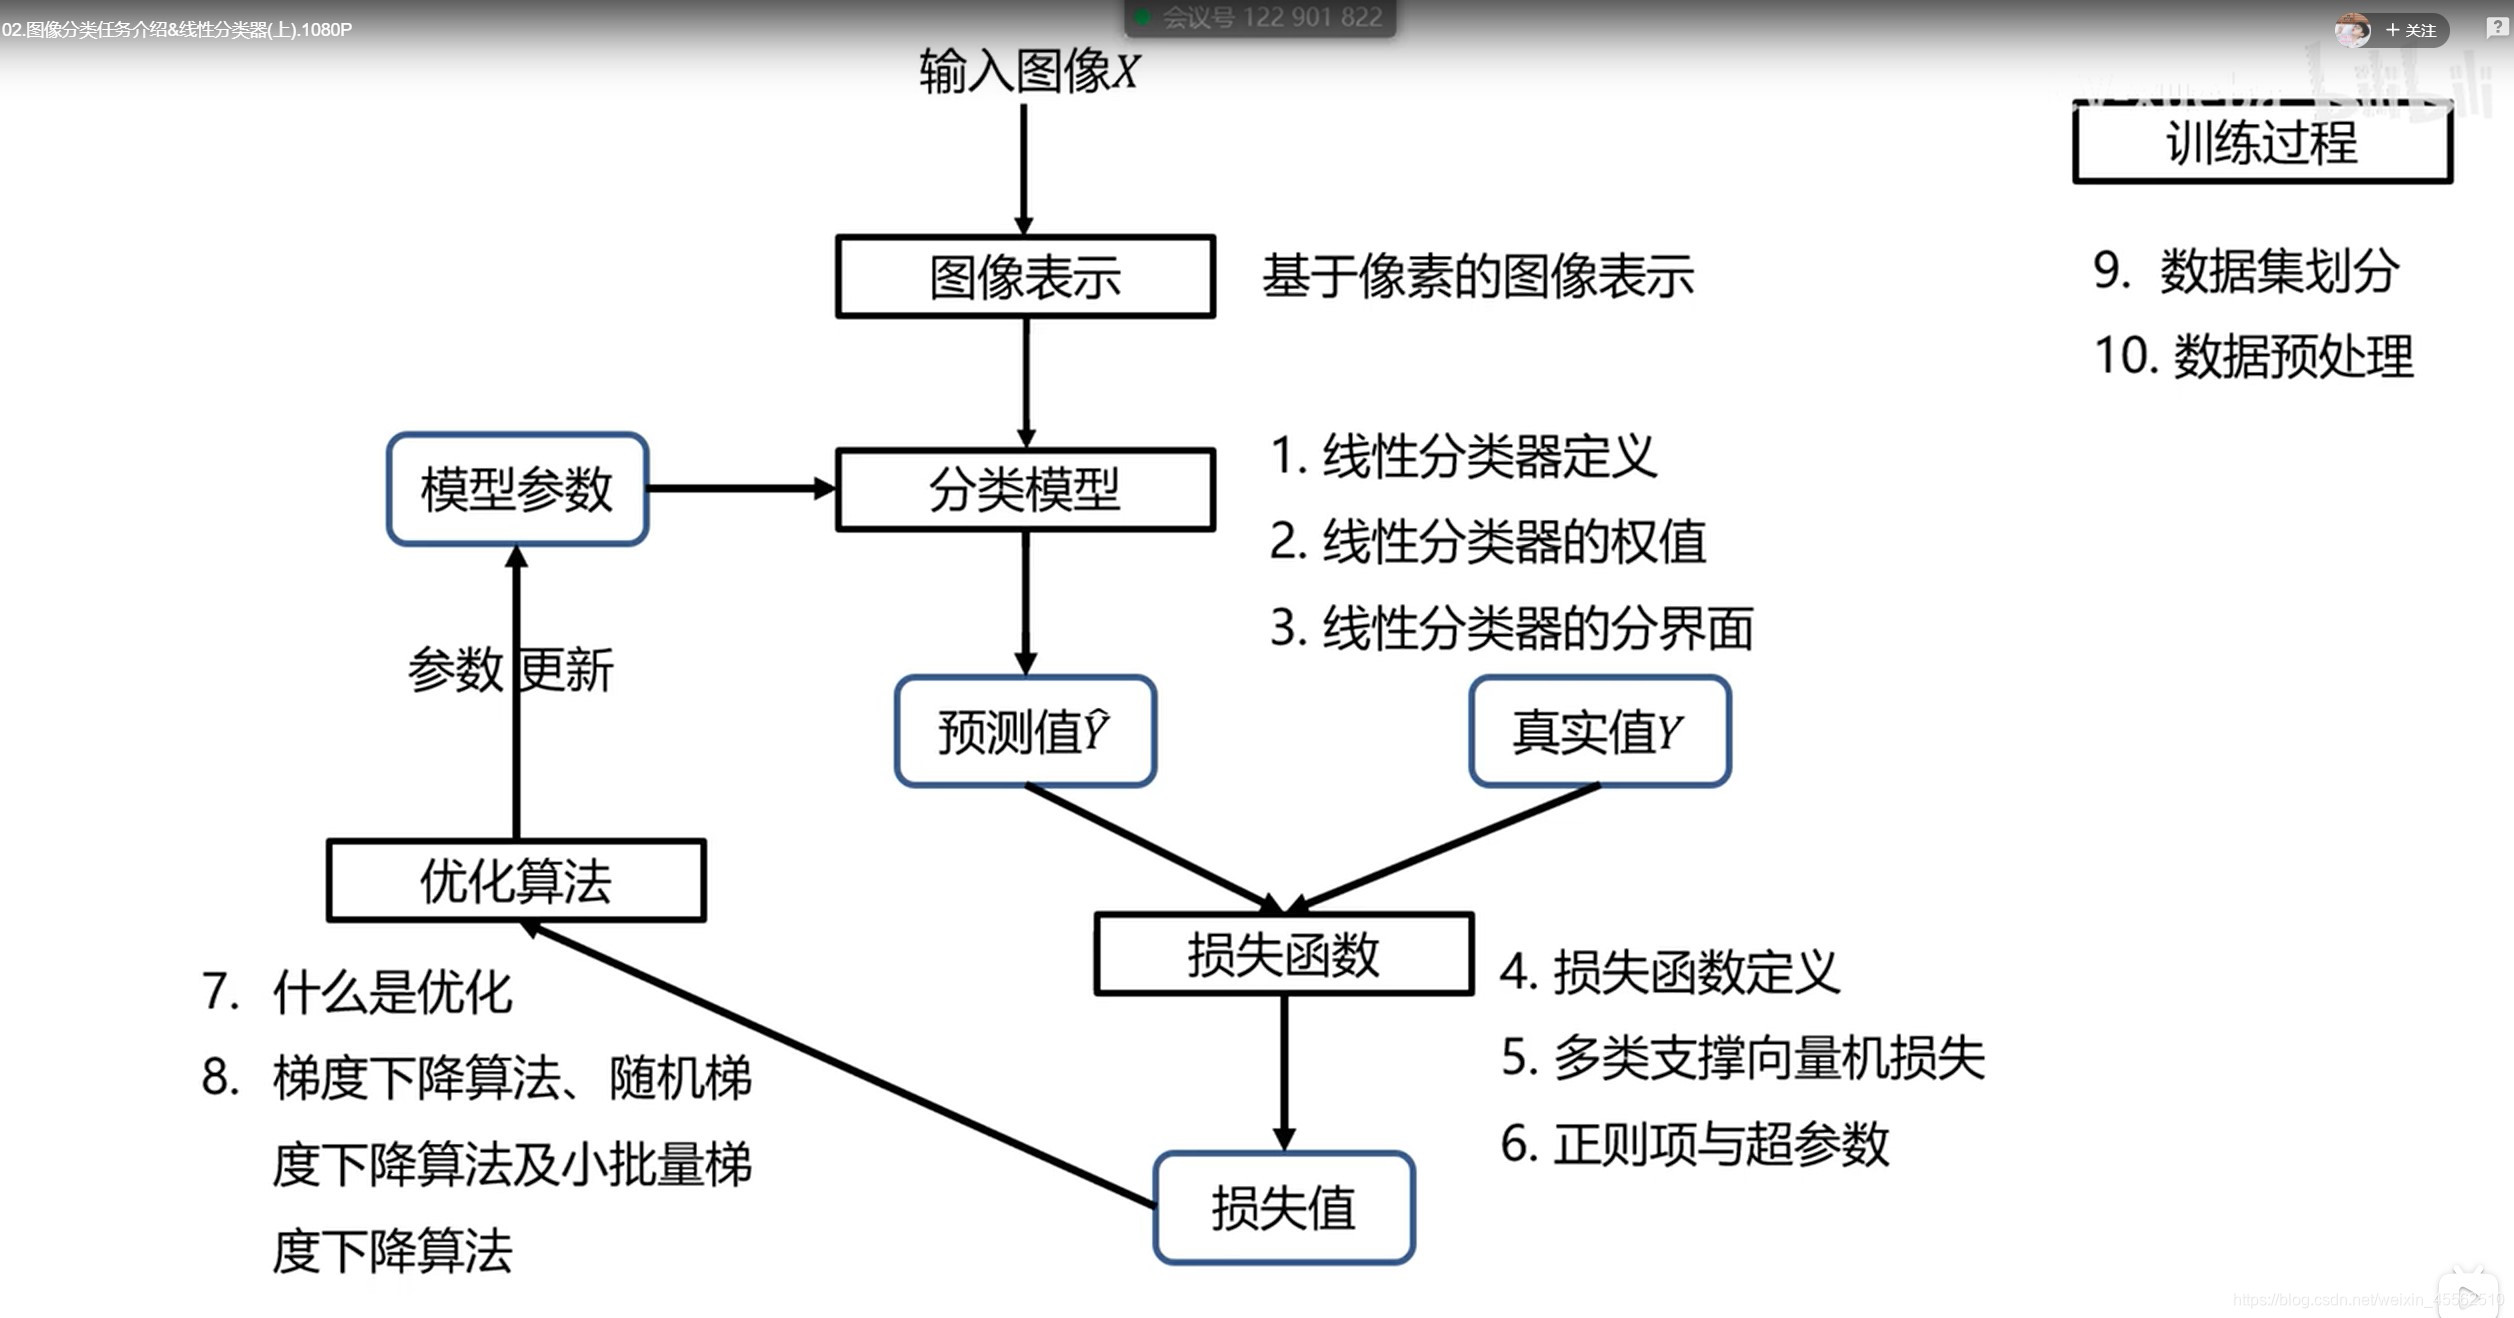 02.图像分类任务介绍&线性分类器(上).1080P
会议号 122 901 822
+ 关注
输入图像X
训练过程
图像表示
基于像素的图像表示
9. 数据集划分
10. 数据预处理
模型参数
分类模型
1. 线性分类器定义
2. 线性分类器的权值
3. 线性分类器的分界面
参数更新
预测值Ŷ
真实值Y
优化算法
损失函数
4. 损失函数定义
5. 多类支撑向量机损失
6. 正则项与超参数
7. 什么是优化
8. 梯度下降算法、随机梯
度下降算法及小批量梯
度下降算法
损失值